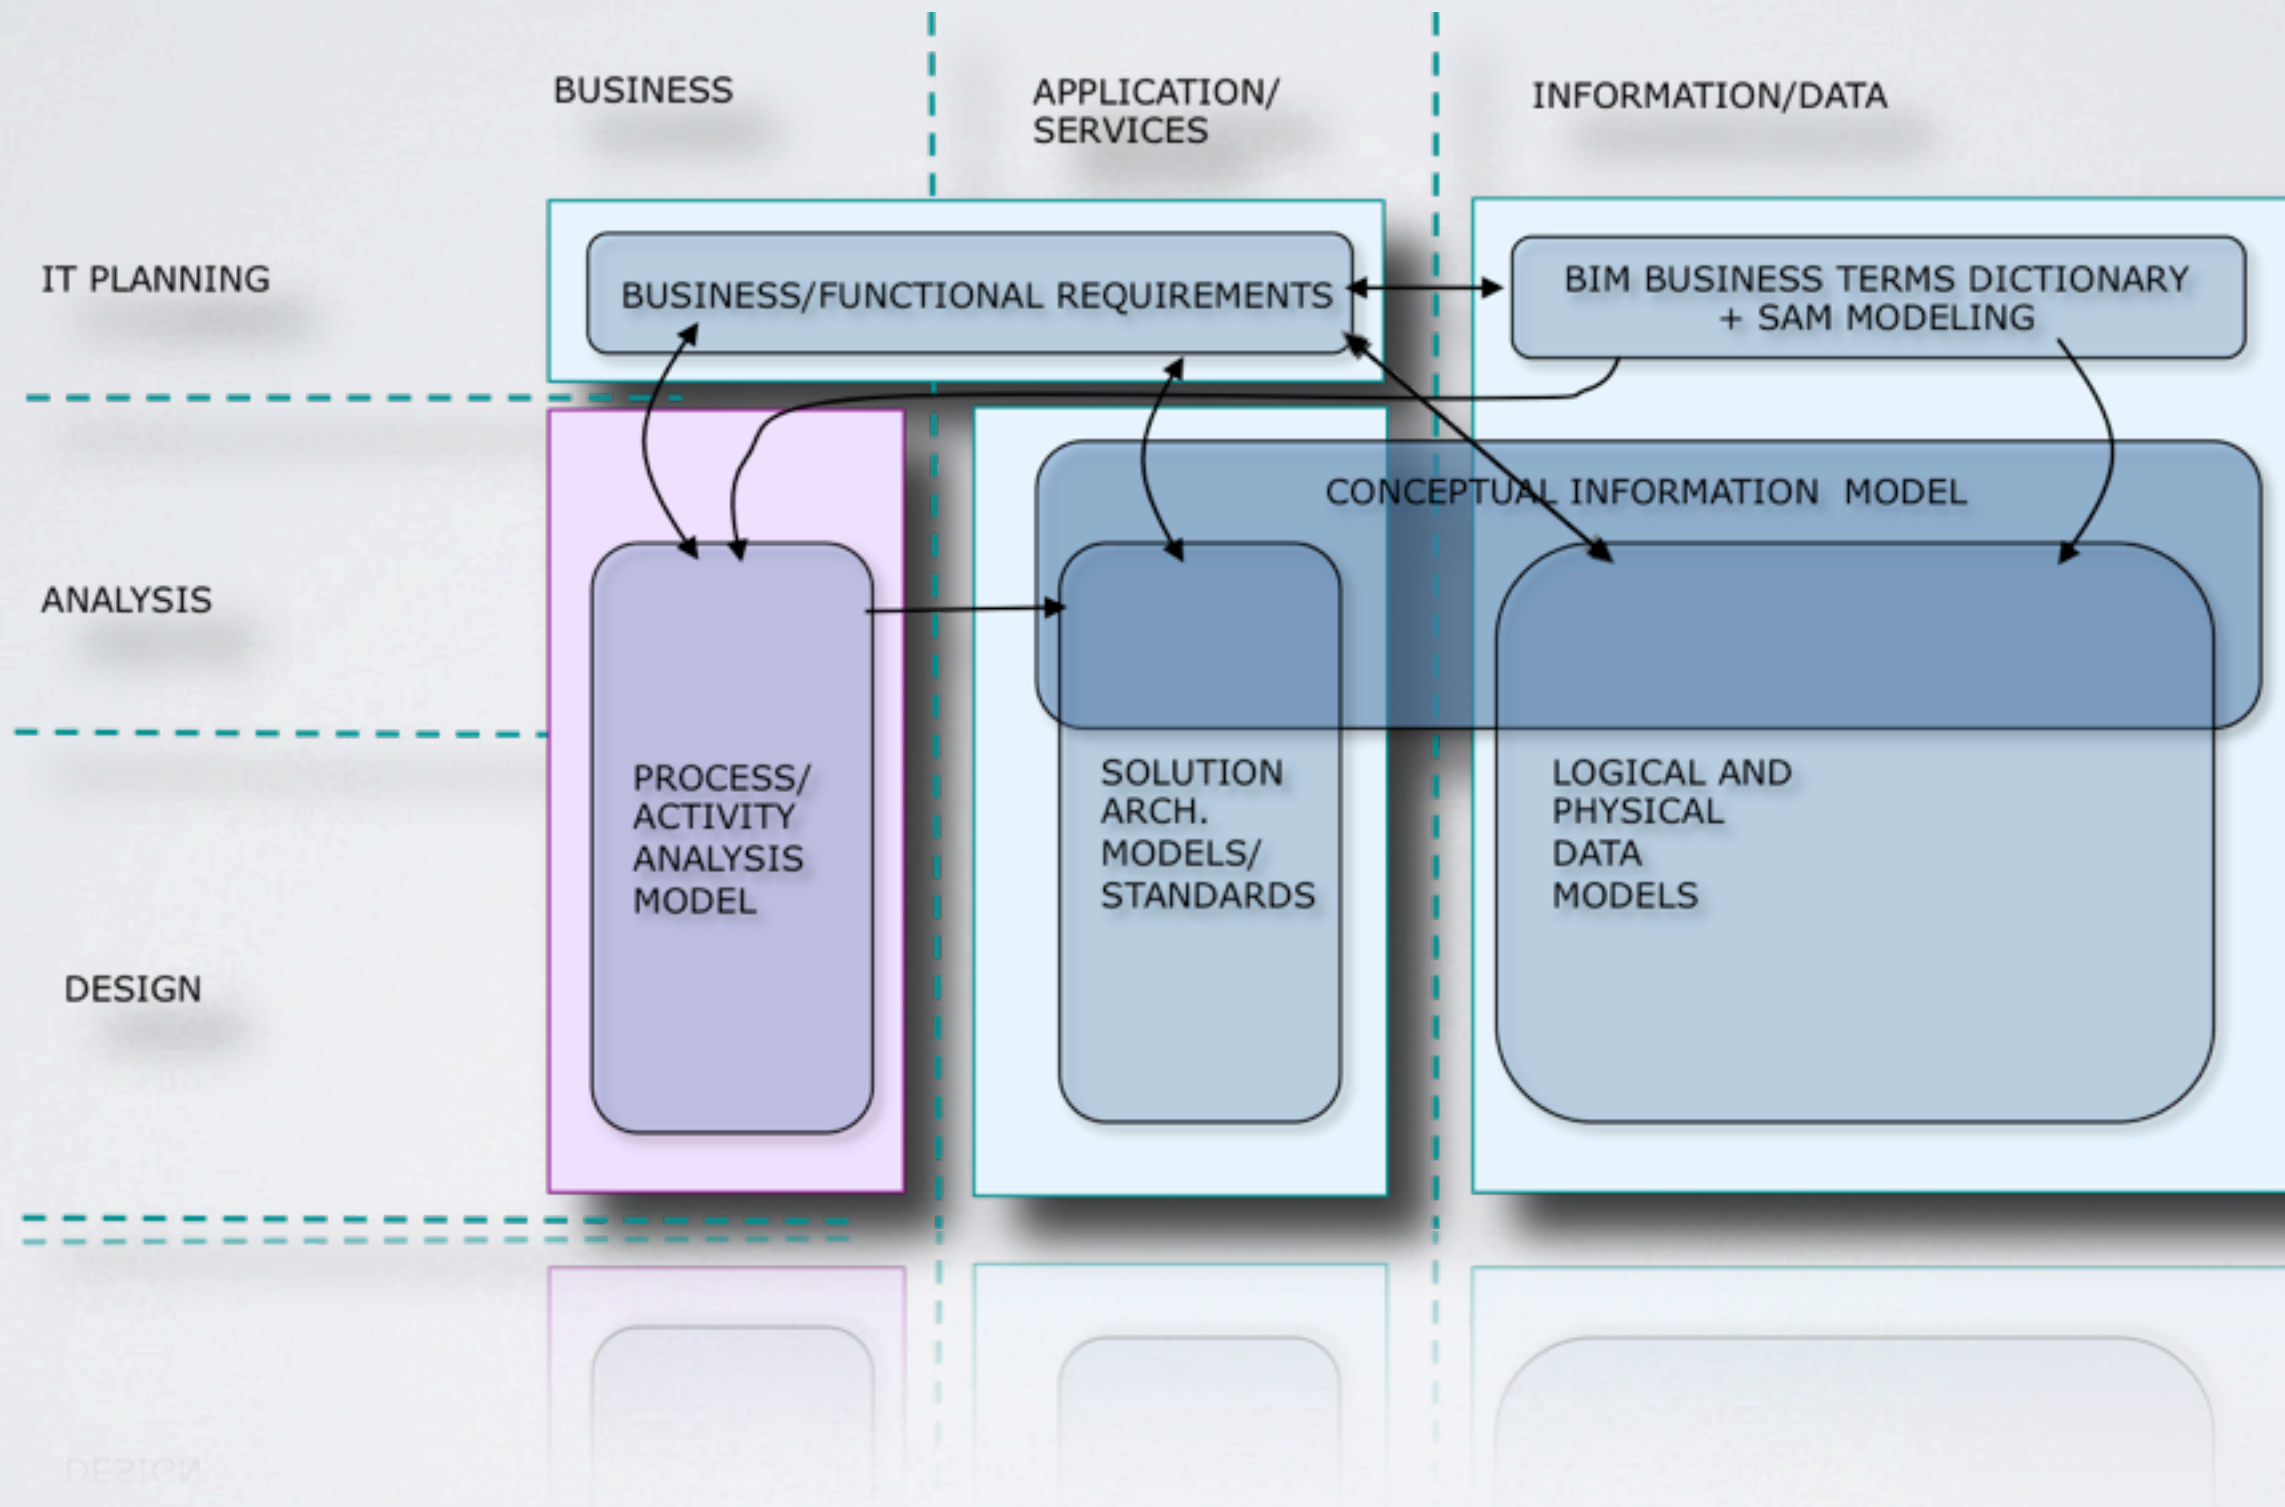 BUSINESS
APPLICATION/
SERVICES
INFORMATION/DATA
IT PLANNING
BUSINESS/FUNCTIONAL REQUIREMENTS
BIM BUSINESS TERMS DICTIONARY
+ SAM MODELING
CONCEPTUAL INFORMATION MODEL
ANALYSIS
PROCESS/
ACTIVITY
ANALYSIS
MODEL
SOLUTION
ARCH.
MODELS/
STANDARDS
LOGICAL AND
PHYSICAL
DATA
MODELS
DESIGN
DESIGN